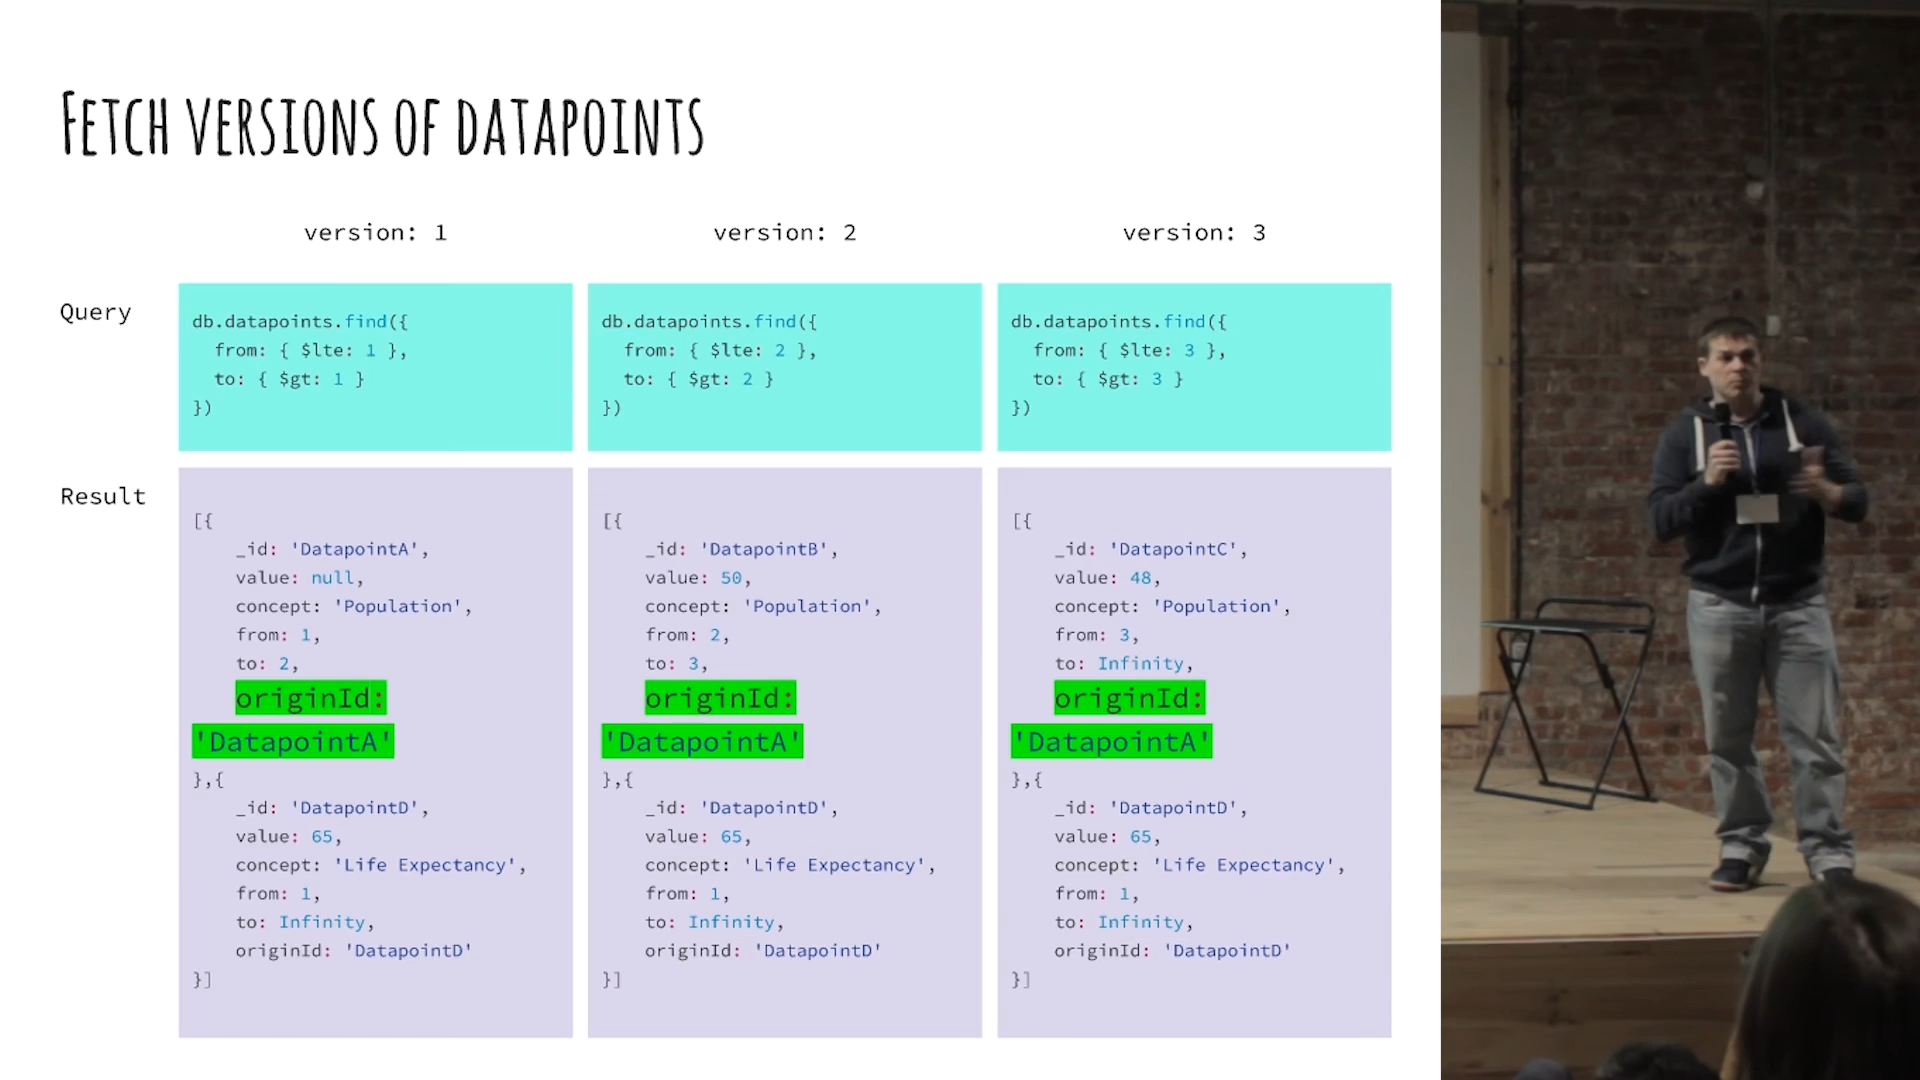 FETCH VERSIONS OF DATAPOINTS
version: 1
version: 2
version: 3
Query
db.datapoints.find({
  from: { $lte: 1 },
  to: { $gt: 1 }
})
db.datapoints.find({
  from: { $lte: 2 },
  to: { $gt: 2 }
})
db.datapoints.find({
  from: { $lte: 3 },
  to: { $gt: 3 }
})
Result
[{
    _id: 'DatapointA',
    value: null,
    concept: 'Population',
    from: 1,
    to: 2,
    originId:
'DatapointA'
},{
    _id: 'DatapointD',
    value: 65,
    concept: 'Life Expectancy',
    from: 1,
    to: Infinity,
    originId: 'DatapointD'
}]
[{
    _id: 'DatapointB',
    value: 50,
    concept: 'Population',
    from: 2,
    to: 3,
    originId:
'DatapointA'
},{
    _id: 'DatapointD',
    value: 65,
    concept: 'Life Expectancy',
    from: 1,
    to: Infinity,
    originId: 'DatapointD'
}]
[{
    _id: 'DatapointC',
    value: 48,
    concept: 'Population',
    from: 3,
    to: Infinity,
    originId:
'DatapointA'
},{
    _id: 'DatapointD',
    value: 65,
    concept: 'Life Expectancy',
    from: 1,
    to: Infinity,
    originId: 'DatapointD'
}]